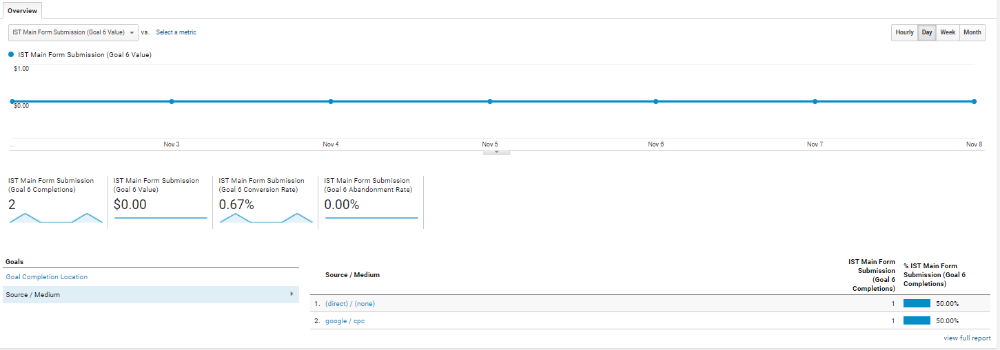 Overview
IST Main Form Submission (Goal 6 Value) vs. Select a metric
Hourly Day Week Month
IST Main Form Submission (Goal 6 Value)
$1.00
$0.00
... Nov 3 Nov 4 Nov 5 Nov 6 Nov 7 Nov 8
IST Main Form Submission
(Goal 6 Completions)
2
IST Main Form Submission
(Goal 6 Value)
$0.00
IST Main Form Submission
(Goal 6 Conversion Rate)
0.67%
IST Main Form Submission
(Goal 6 Abandonment Rate)
0.00%
Goals
Goal Completion Location
Source / Medium
Source / Medium
IST Main Form
Submission
(Goal 6
Completions)
% IST Main Form
Submission (Goal 6
Completions)
1. (direct) / (none) 1 50.00%
2. google / cpc 1 50.00%
view full report